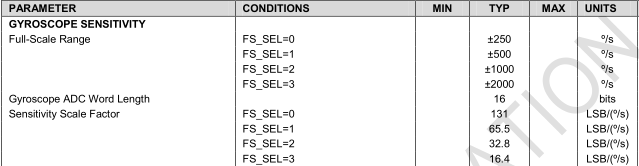 PARAMETER CONDITIONS MIN TYP MAX UNITS
GYROSCOPE SENSITIVITY
Full-Scale Range FS_SEL=0 ±250 º/s
FS_SEL=1 ±500 º/s
FS_SEL=2 ±1000 º/s
FS_SEL=3 ±2000 º/s
Gyroscope ADC Word Length 16 bits
Sensitivity Scale Factor FS_SEL=0 131 LSB/(º/s)
FS_SEL=1 65.5 LSB/(º/s)
FS_SEL=2 32.8 LSB/(º/s)
FS_SEL=3 16.4 LSB/(º/s)
ATION